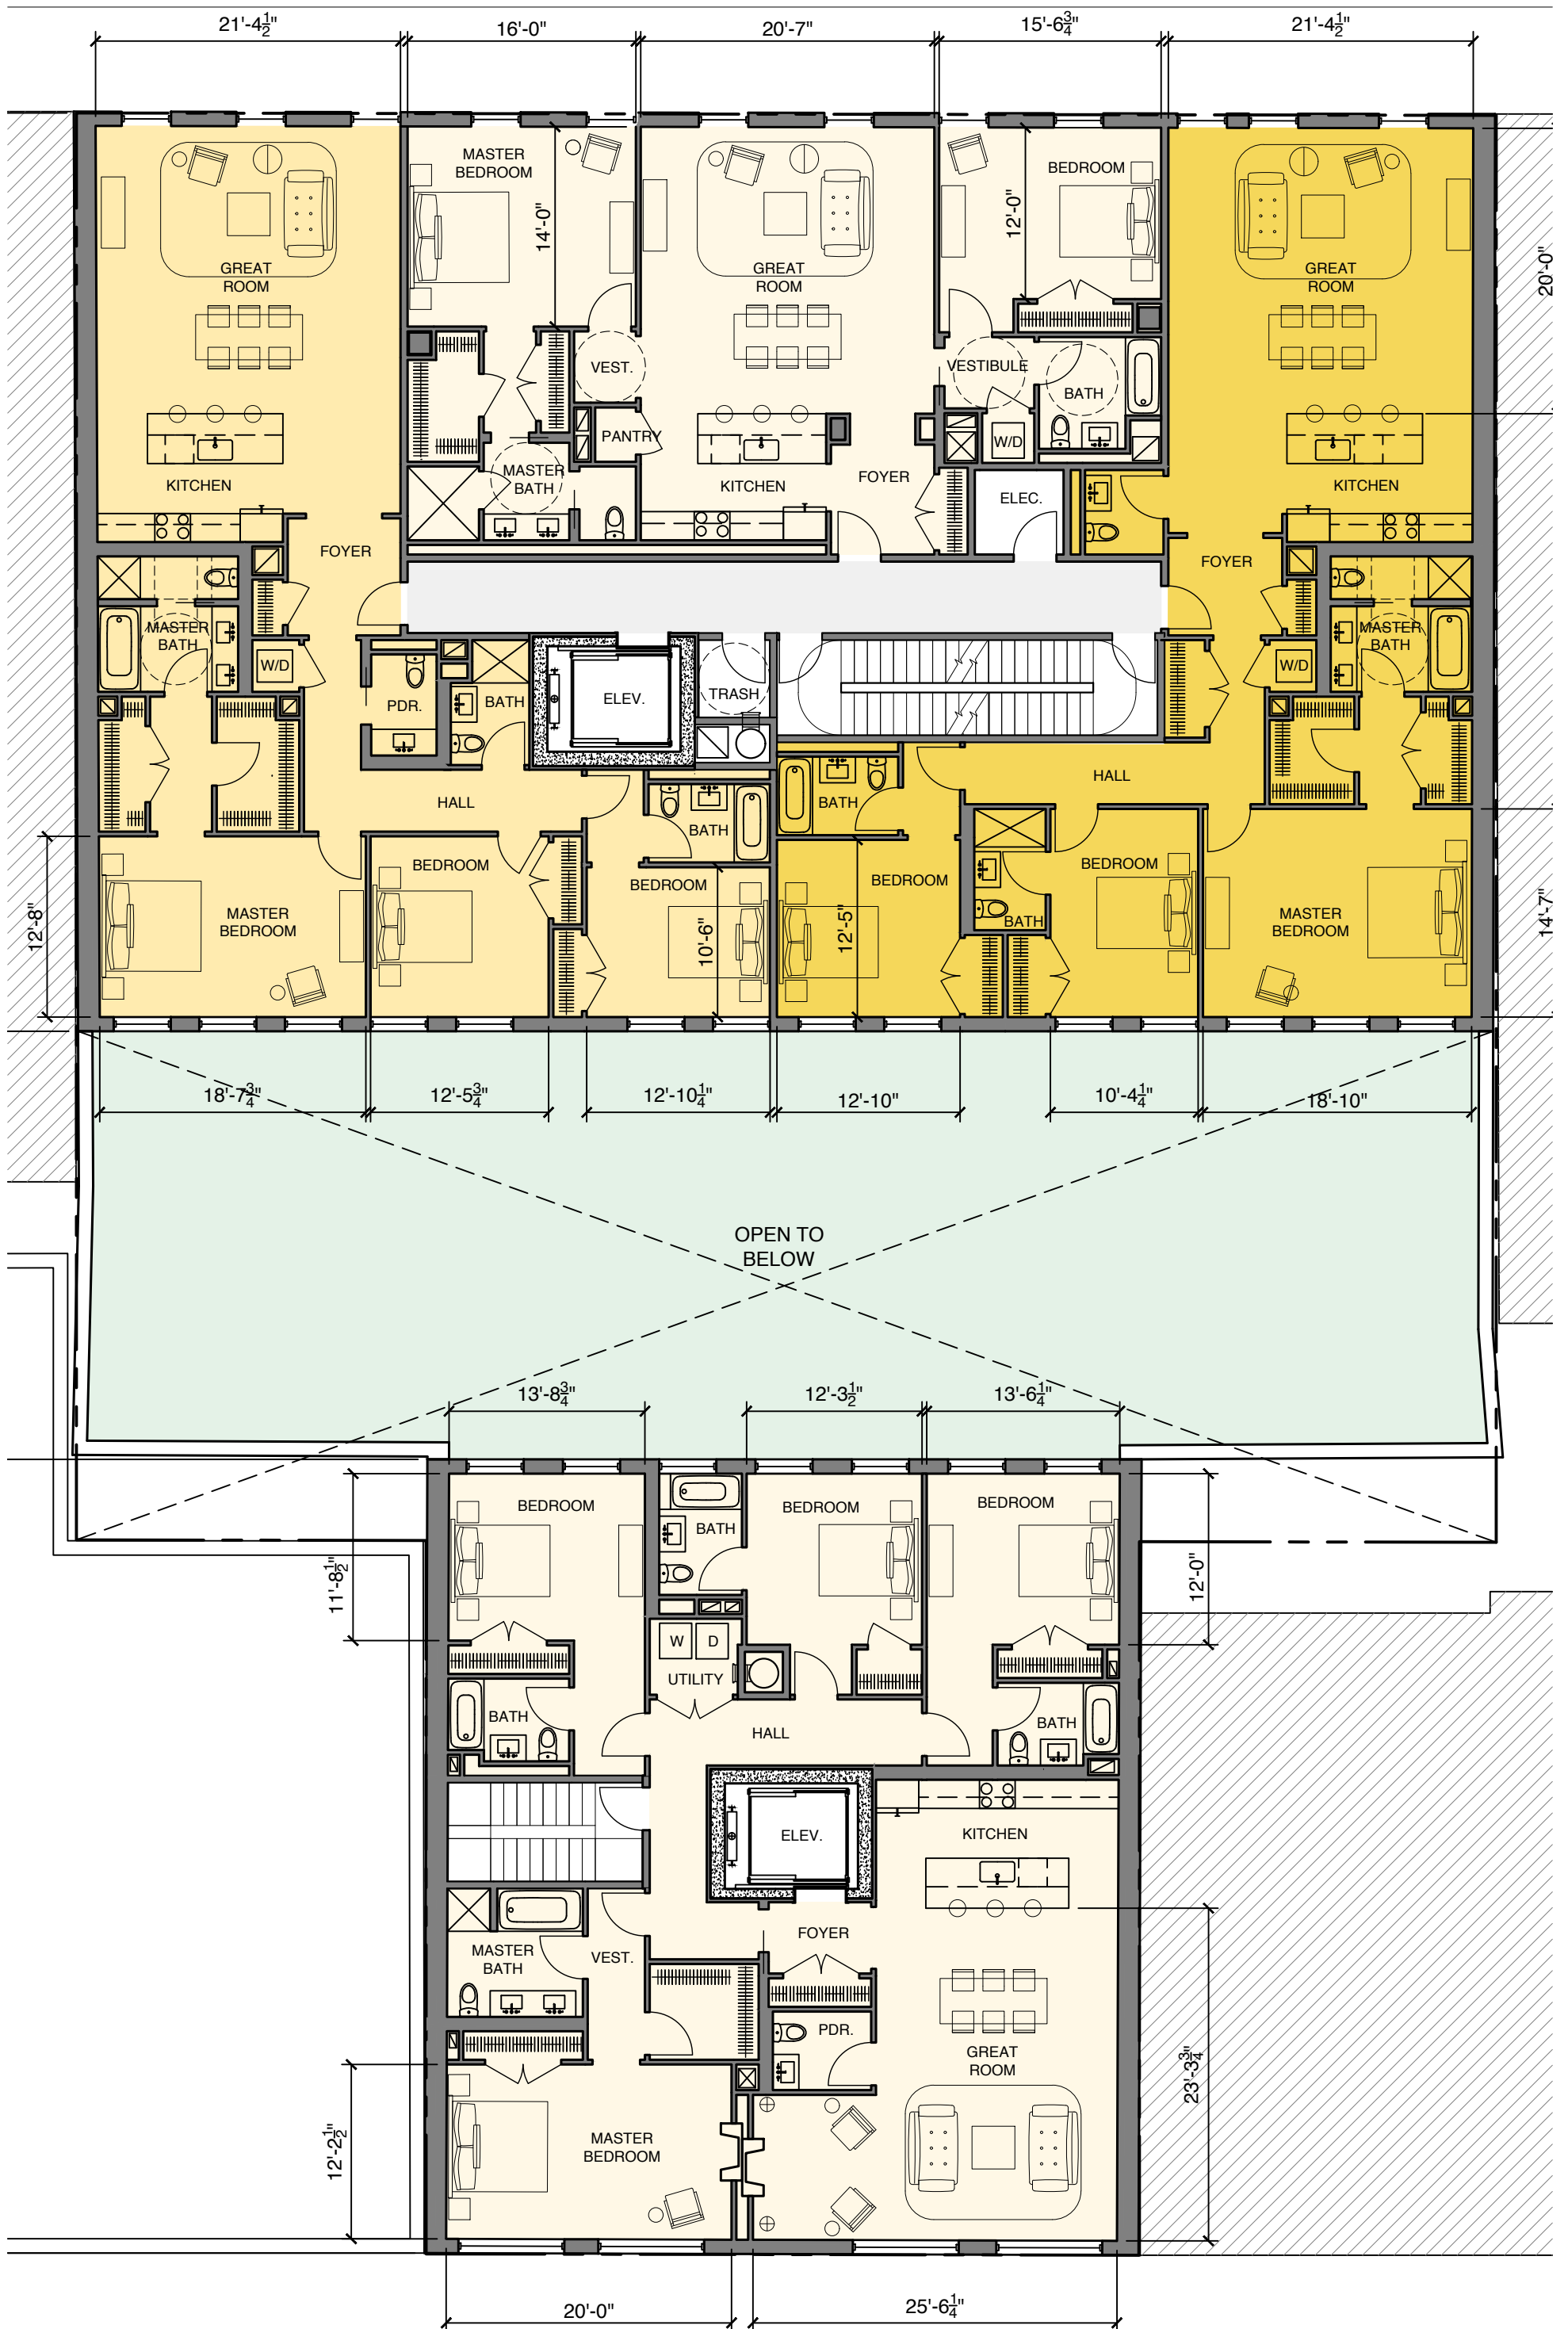 21'-4½"
16'-0"
20'-7"
15'-6¾"
21'-4½"
MASTER
BEDROOM
BEDROOM
14'-0"
12'-0"
20'-0"
GREAT
ROOM
GREAT
ROOM
GREAT
ROOM
VEST.
VESTIBULE
BATH
PANTRY
W/D
MASTER
BATH
KITCHEN
KITCHEN
FOYER
ELEC.
KITCHEN
FOYER
FOYER
MASTER
BATH
W/D
PDR.
BATH
ELEV.
TRASH
W/D
MASTER
BATH
HALL
BATH
BATH
HALL
12'-8"
MASTER
BEDROOM
BEDROOM
BEDROOM
10'-6"
12'-5"
BEDROOM
BATH
BEDROOM
MASTER
BEDROOM
14'-7"
18'-7¾"
12'-5¾"
12'-10¼"
12'-10"
10'-4¼"
18'-10"
OPEN TO
BELOW
13'-8¾"
12'-3½"
13'-6¼"
BEDROOM
BATH
BEDROOM
BEDROOM
11'-8½"
12'-0"
W
D
UTILITY
BATH
HALL
BATH
ELEV.
KITCHEN
FOYER
MASTER
BATH
VEST.
PDR.
GREAT
ROOM
23'-3¾"
12'-2½"
MASTER
BEDROOM
20'-0"
25'-6¼"